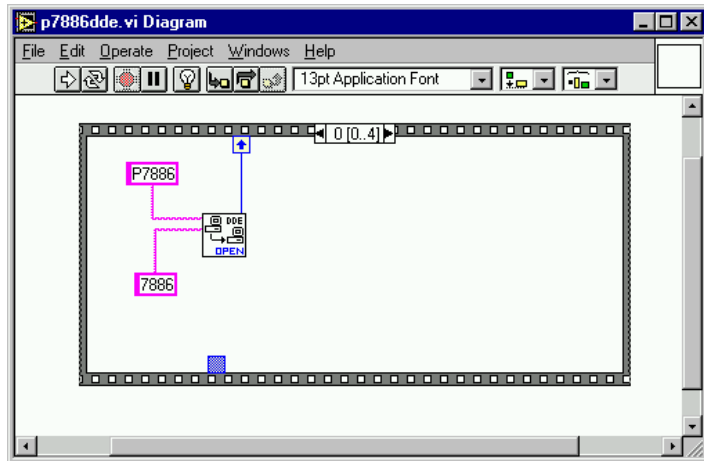 p7886dde.vi Diagram
File Edit Operate Project Windows Help
13pt Application Font
0 [0..4]
P7886
DDE
OPEN
7886